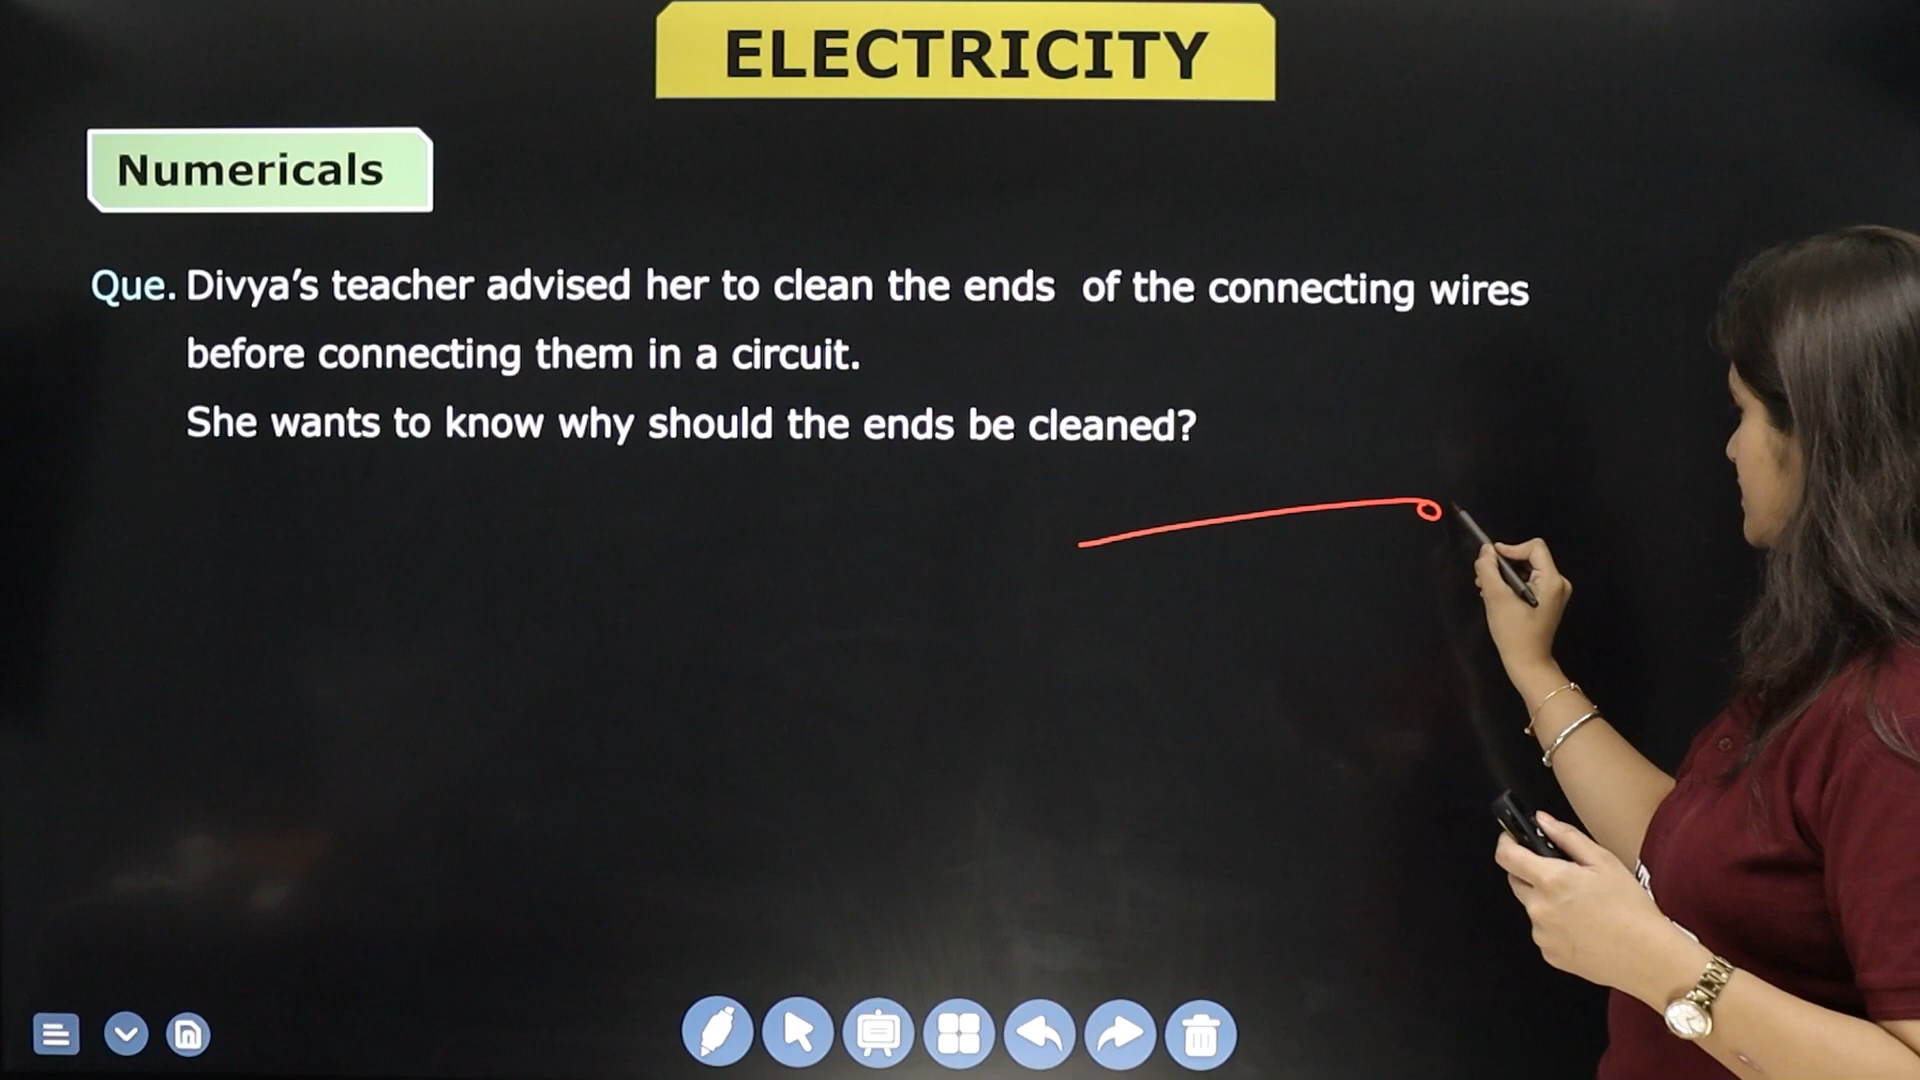 ELECTRICITY
Numericals
Que. Divya's teacher advised her to clean the ends of the connecting wires
before connecting them in a circuit.
She wants to know why should the ends be cleaned?